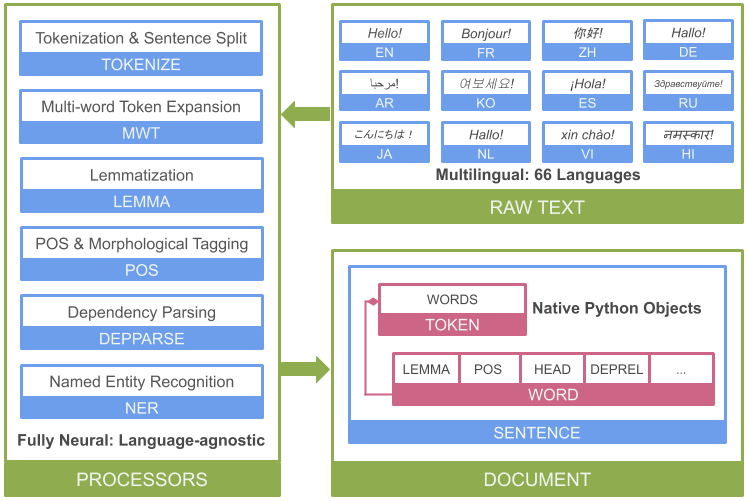 Tokenization & Sentence Split
TOKENIZE
Multi-word Token Expansion
MWT
Lemmatization
LEMMA
POS & Morphological Tagging
POS
Dependency Parsing
DEPPARSE
Named Entity Recognition
NER
Fully Neural: Language-agnostic
PROCESSORS
Hello!
EN
Bonjour!
FR
你好!
ZH
Hallo!
DE
مرحبا!
AR
여보세요!
KO
¡Hola!
ES
Здравствуйте!
RU
こんにちは！
JA
Hallo!
NL
xin chào!
VI
नमस्कार!
HI
Multilingual: 66 Languages
RAW TEXT
WORDS
TOKEN
Native Python Objects
LEMMA POS HEAD DEPREL ...
WORD
SENTENCE
DOCUMENT